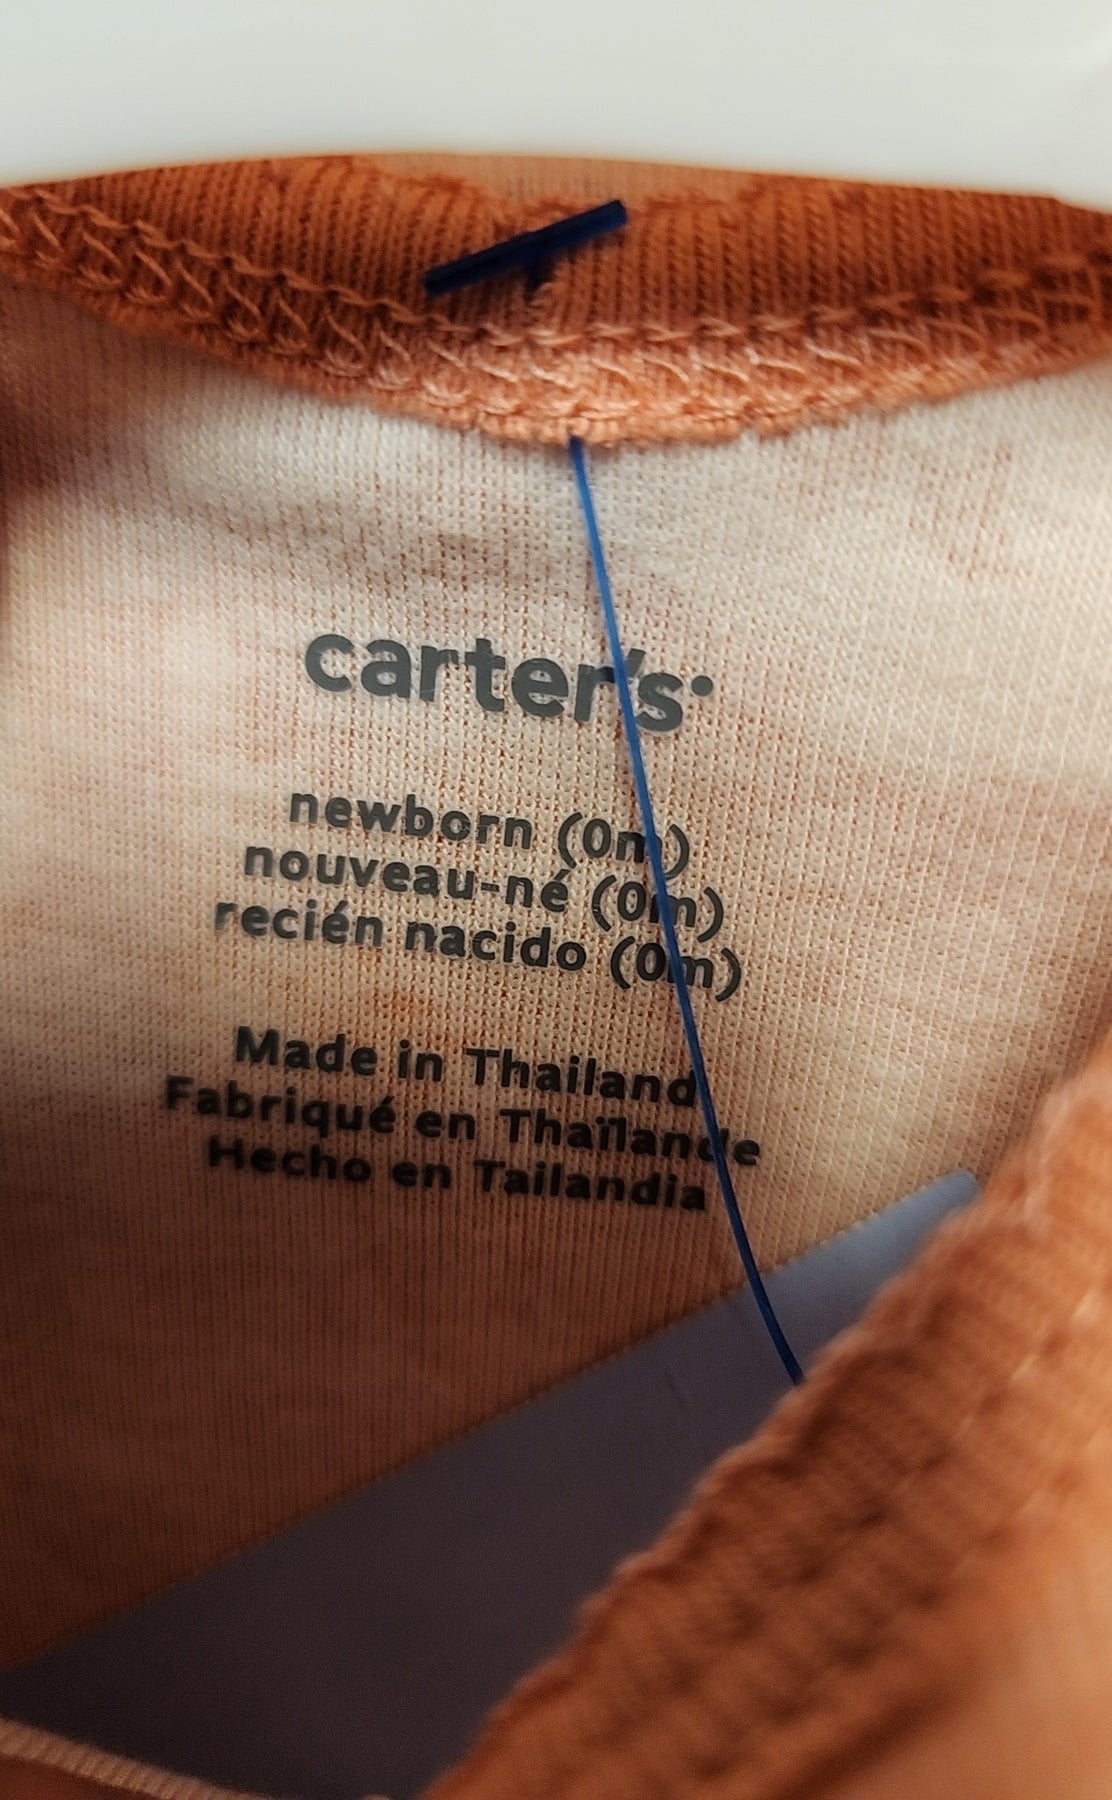 carter's
newborn (0m)
nouveau-né (0m)
recién nacido (0m)
Made in Thailand
Fabriqué en Thaïlande
Hecho en Tailandia